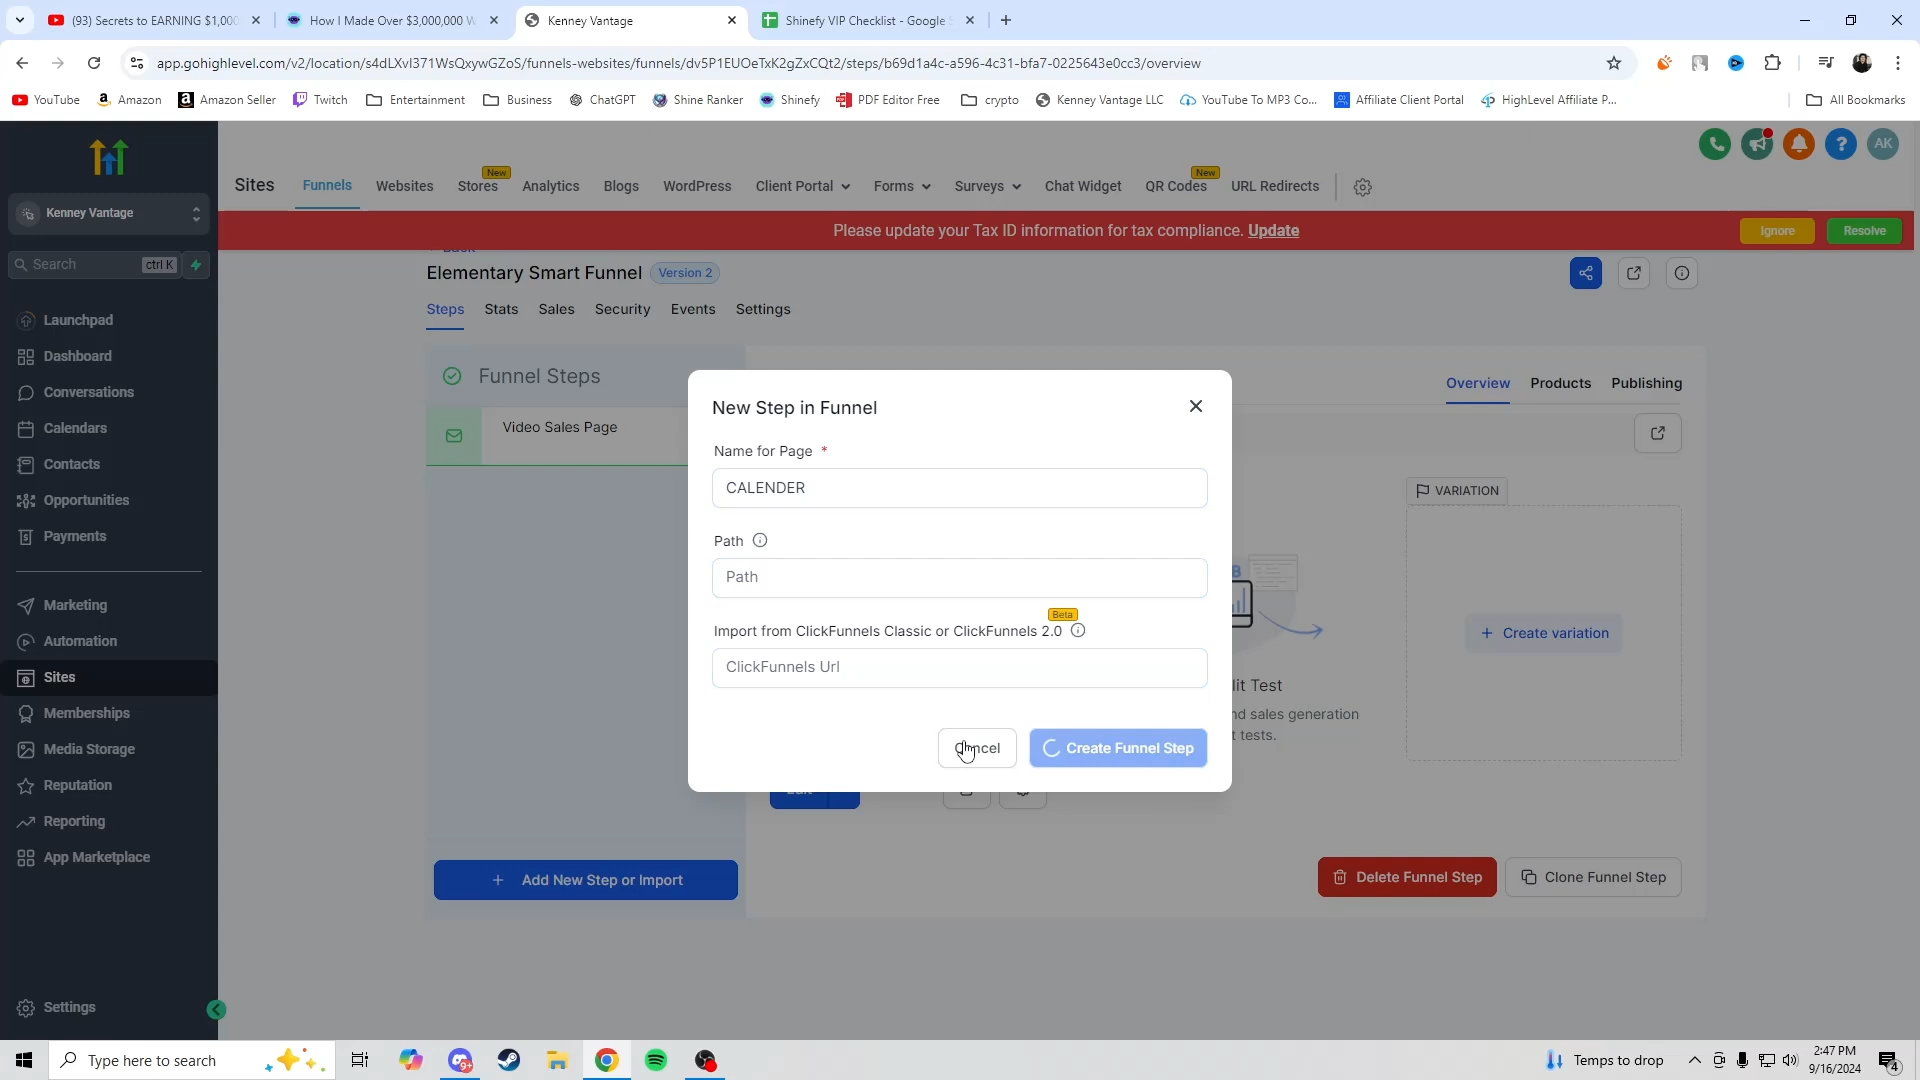 (93) Secrets to EARNING $1,000
How I Made Over $3,000,000 W
Kenney Vantage
Shinefy VIP Checklist - Google S
app.gohighlevel.com/v2/location/s4dLXvI371WsQxywGZoS/funnels-websites/funnels/dv5P1EUOeTxK2gZxCQt2/steps/b69d1a4c-a596-4c31-bfa7-0225643e0cc3/overview
YouTube
Amazon
Amazon Seller
Twitch
Entertainment
Business
ChatGPT
Shine Ranker
Shinefy
PDF Editor Free
crypto
Kenney Vantage LLC
YouTube To MP3 Co...
Affiliate Client Portal
HighLevel Affiliate P...
All Bookmarks
AK
Sites
Funnels
Websites
Stores
New
Analytics
Blogs
WordPress
Client Portal
Forms
Surveys
Chat Widget
QR Codes
New
URL Redirects
Kenney Vantage
Please update your Tax ID information for tax compliance. Update
Ignore
Resolve
Search
ctrl K
Back
Elementary Smart Funnel
Version 2
Steps
Stats
Sales
Security
Events
Settings
Launchpad
Dashboard
Conversations
Calendars
Contacts
Opportunities
Payments
Marketing
Automation
Sites
Memberships
Media Storage
Reputation
Reporting
App Marketplace
Settings
Funnel Steps
Video Sales Page
Add New Step or Import
Overview
Products
Publishing
VARIATION
B
Create variation
lit Test
nd sales generation
t tests.
Edit
Delete Funnel Step
Clone Funnel Step
New Step in Funnel
Name for Page *
CALENDER
Path
Path
Beta
Import from ClickFunnels Classic or ClickFunnels 2.0
ClickFunnels Url
Cancel
Create Funnel Step
Type here to search
9+
Temps to drop
2:47 PM
9/16/2024
4